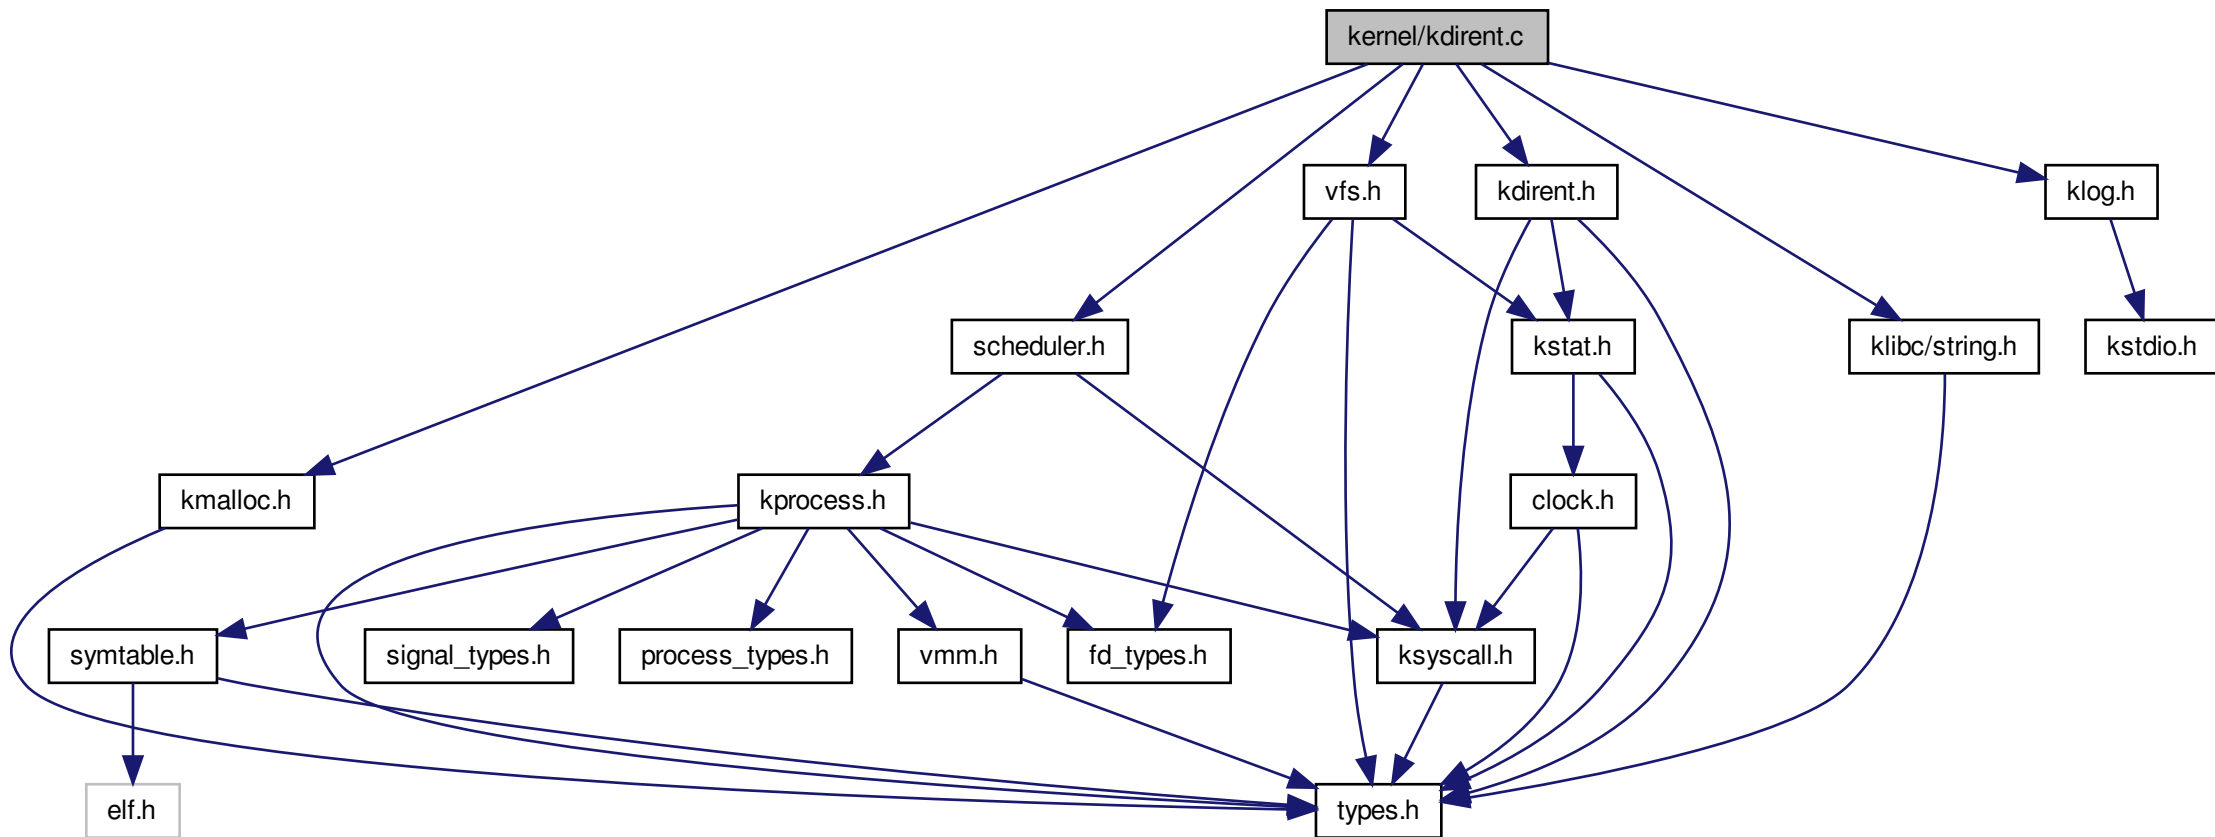 kernel/kdirent.c
vfs.h
kdirent.h
klog.h
scheduler.h
kstat.h
klibc/string.h
kstdio.h
kmalloc.h
kprocess.h
clock.h
symtable.h
signal_types.h
process_types.h
vmm.h
fd_types.h
ksyscall.h
elf.h
types.h